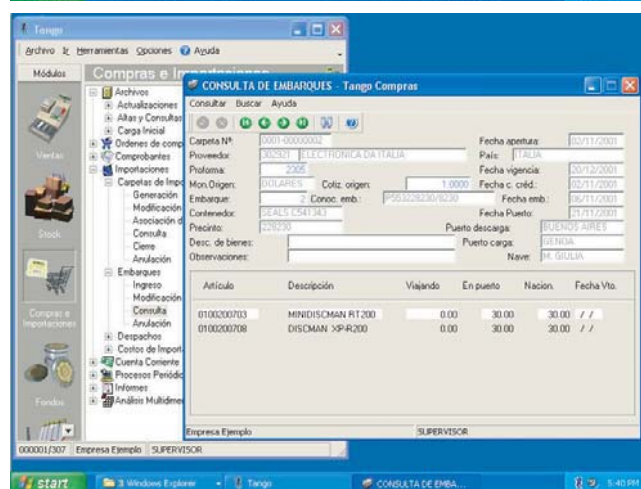 Tango
Archivo Ir Herramientas Opciones Ayuda
Módulos
Compras e Importaciones
Ventas
Stock
Compras e
Importaciones
Fondos
Archivos
Actualizaciones
Altas y Consultas
Carga Inicial
Ordenes de comp
Comprobantes
Importaciones
Carpetas de Impo
Generación
Modificación
Asociación d
Consulta
Cierre
Anulación
Embarques
Ingreso
Modificación
Consulta
Anulación
Despachos
Costos de Import
Cuenta Corriente
Procesos Periódic
Informes
Análisis Multidimen
000001/307 Empresa Ejemplo SUPERVISOR
CONSULTA DE EMBARQUES - Tango Compras
Consultar Buscar Ayuda
Carpeta Nº: 0001-00000002 Fecha apertura: 02/11/2001
Proveedor: 302921 ELECTRONICA DA ITALIA País: ITALIA
Proforma: 2305 Fecha vigencia: 20/12/2001
Mon.Origen: DOLARES Cotiz. origen: 1.0000 Fecha c. créd.: 02/11/2001
Embarque: 2 Conoc. emb.: P553228230/8230 Fecha emb.: 06/11/2001
Contenedor: SEALS C541343 Fecha Puerto: 21/11/2001
Precinto: 228230 Puerto descarga: BUENOS AIRES
Desc. de bienes: Puerto carga: GENOA
Observaciones: Nave: M. GIULIA
Artículo Descripción Viajando En puerto Nacion. Fecha Vto.
0100200703 MINIDISCMAN RT200 0.00 30.00 30.00 / /
0100200708 DISCMAN XP-R200 0.00 30.00 30.00 / /
Empresa Ejemplo SUPERVISOR
start 3 Windows Explorer Tango CONSULTA DE EMBA... 5:40 PM